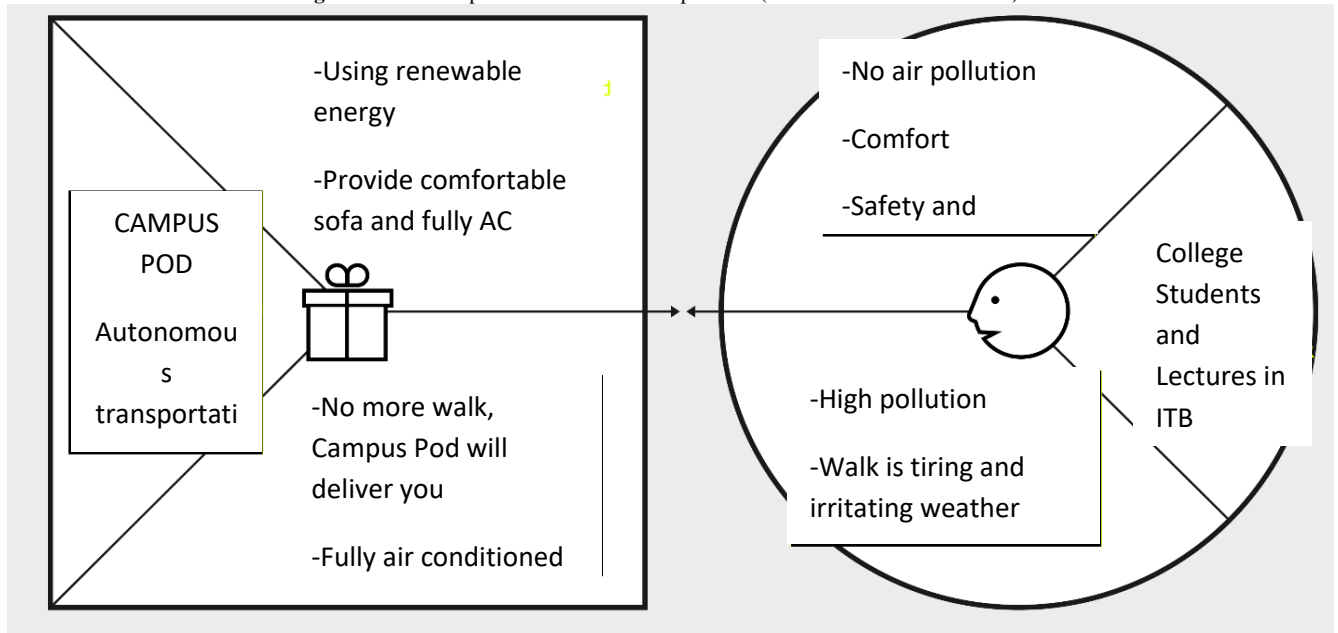 -Using renewable
energy
-Provide comfortable
sofa and fully AC
CAMPUS
POD
Autonomou
s
transportati
-No more walk,
Campus Pod will
deliver you
-Fully air conditioned
-No air pollution
-Comfort
-Safety and
College
Students
and
Lectures in
ITB
-High pollution
-Walk is tiring and
irritating weather